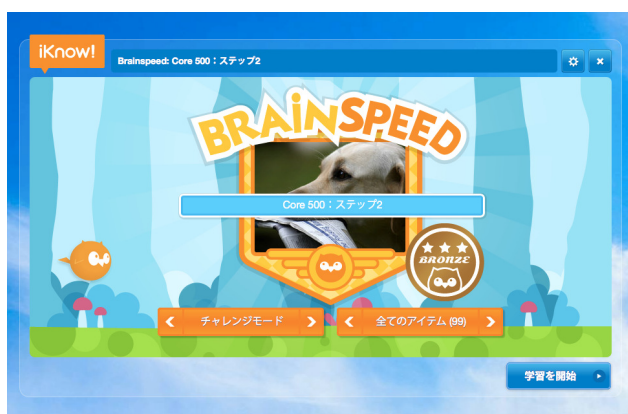 iKnow!
Brainspeed: Core 500：ステップ2
BRAINSPEED
Core 500：ステップ2
BRONZE
チャレンジモード
全てのアイテム (99)
学習を開始